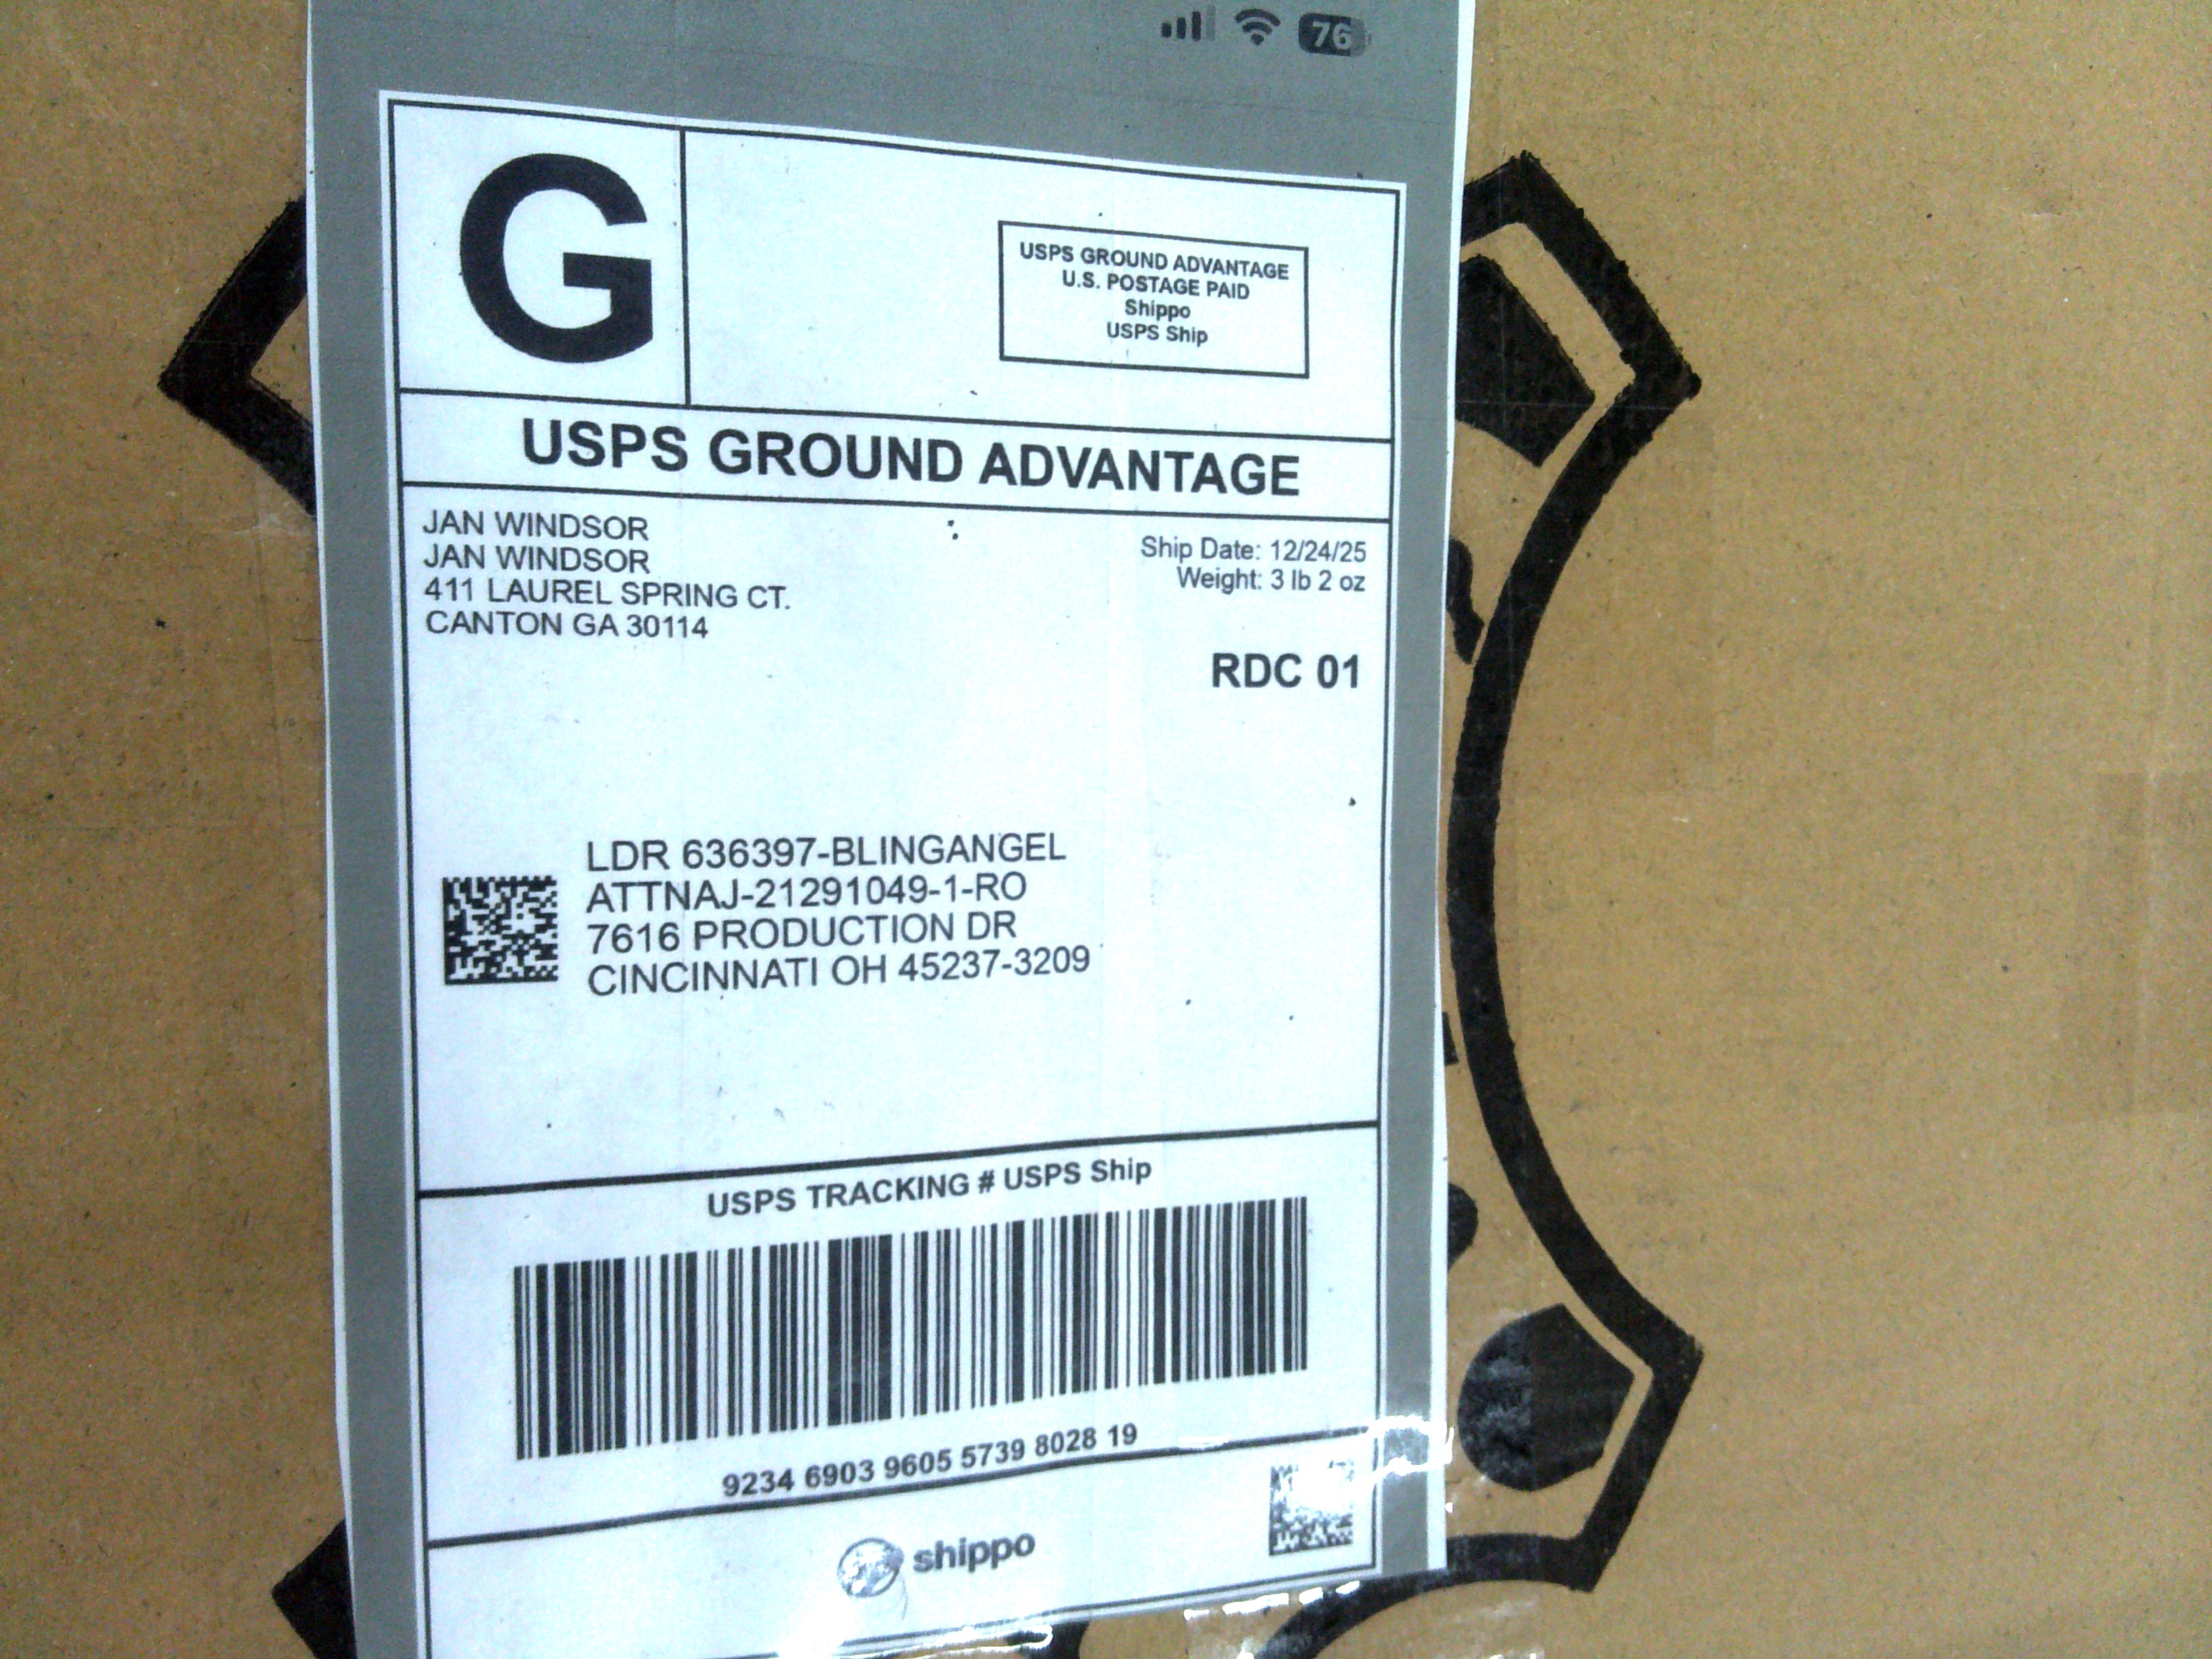 76
G
USPS GROUND ADVANTAGE
U.S. POSTAGE PAID
Shippo
USPS Ship
USPS GROUND ADVANTAGE
JAN WINDSOR
JAN WINDSOR
411 LAUREL SPRING CT.
CANTON GA 30114
Ship Date: 12/24/25
Weight: 3 lb 2 oz
RDC 01
LDR 636397-BLINGANGEL
ATTNAJ-21291049-1-RO
7616 PRODUCTION DR
CINCINNATI OH 45237-3209
USPS TRACKING # USPS Ship
9234 6903 9605 5739 8028 19
shippo